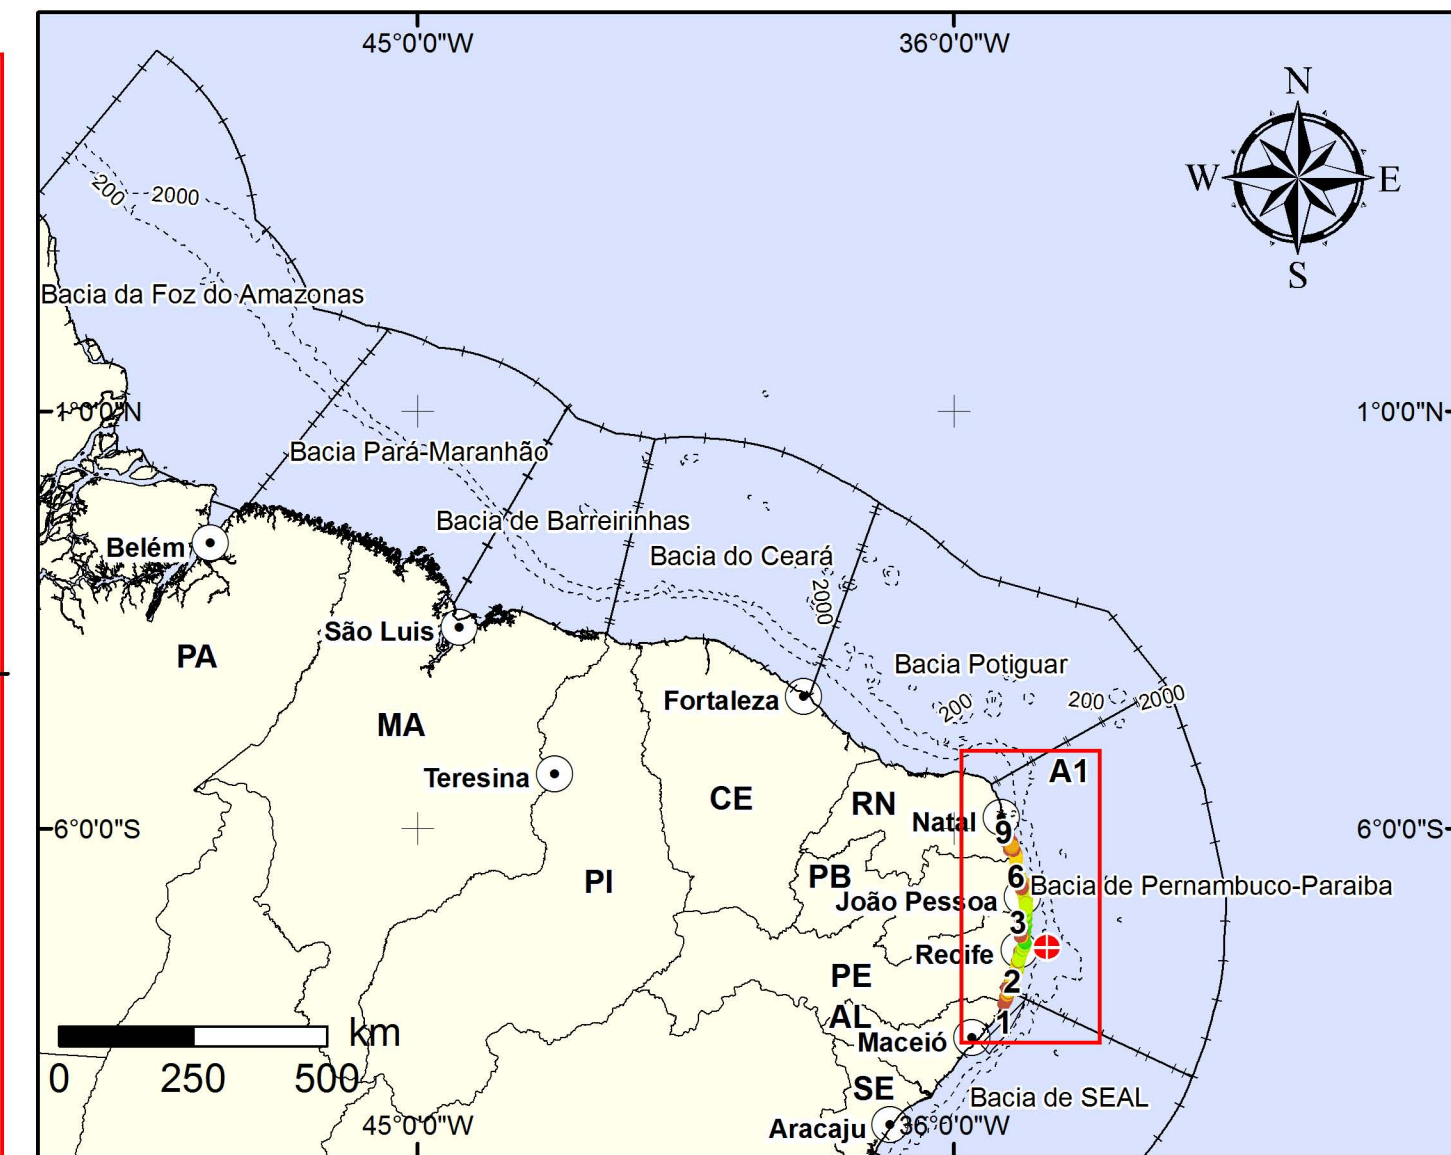 45°0'0"W
36°0'0"W
N
W
E
S
200
2000
Bacia da Foz do Amazonas
1°0'0"N
1°0'0"N
Bacia Pará-Maranhão
Bacia de Barreirinhas
Belém
Bacia do Ceará
2000
São Luis
PA
Bacia Potiguar
Fortaleza
200
200
2000
MA
A1
Teresina
CE
RN
Natal
9
6°0'0"S
6°0'0"S
PI
PB
6
Bacia de Pernambuco-Paraiba
João Pessoa
3
Recife
PE
2
AL
1
km
Maceió
0
250
500
SE
Bacia de SEAL
45°0'0"W
Aracaju
36°0'0"W